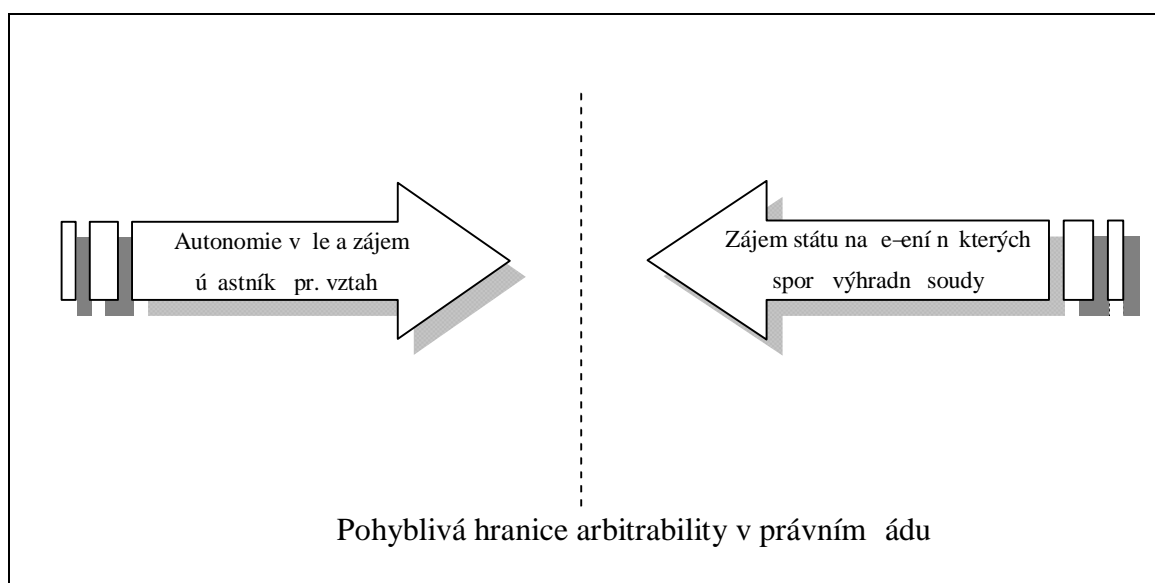 Autonomie v le a zájem
ú astník pr. vztah
Zájem státu na e–ení n kterých
spor výhradn soudy
Pohyblivá hranice arbitrability v právním ádu